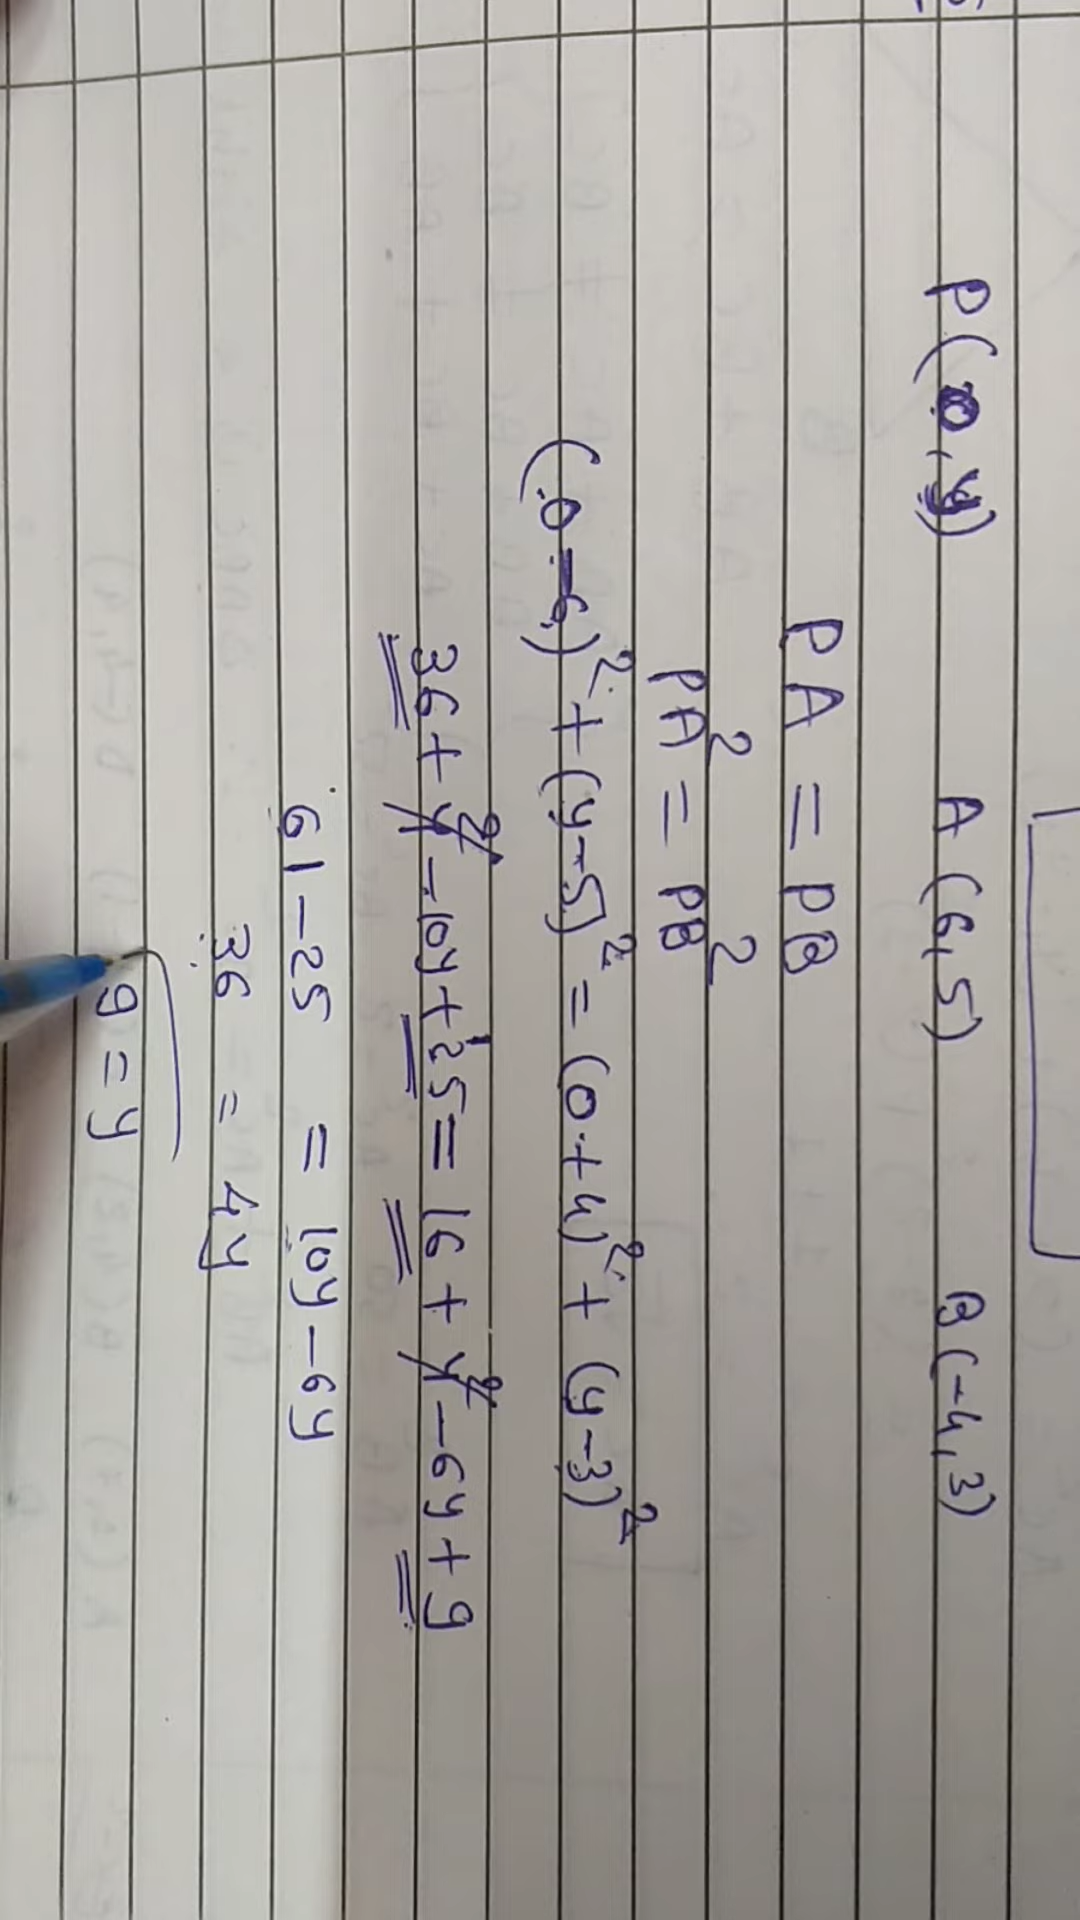 P(0,y) A(6,5) B(-4,3)
PA = PB
PA² = PB²
(0-6)² + (y-5)² = (0+4)² + (y-3)²
36 + y² - 10y + 25 = 16 + y² - 6y + 9
61 - 25 = 10y - 6y
36 = 4y
9 = y